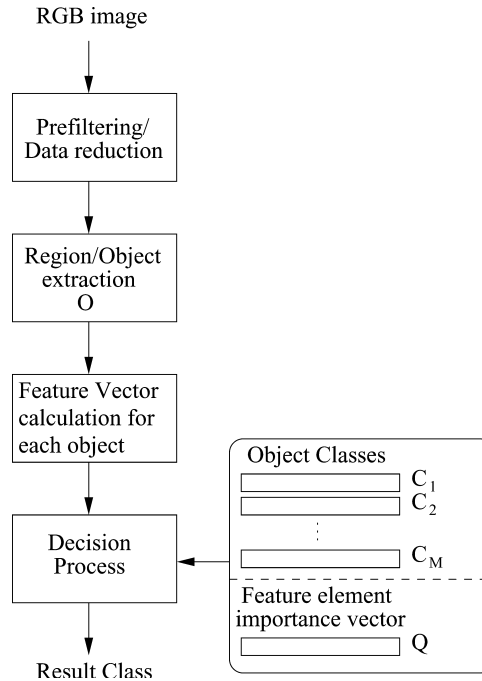 RGB image
Prefiltering/
Data reduction
Region/Object
extraction
O
Feature Vector
calculation for
each object
Decision
Process
Result Class
Object Classes
C1
C2
CM
Feature element
importance vector
Q